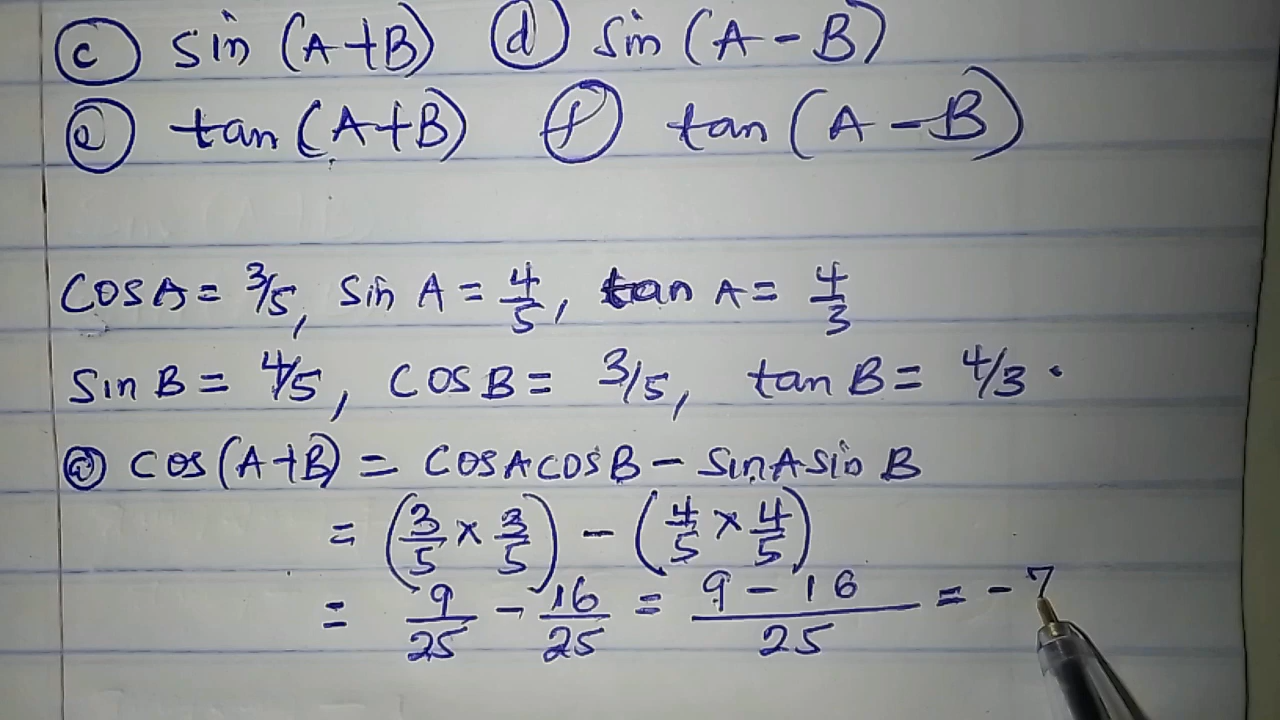 (c) sin (A+B) (d) sin (A - B)
(e) tan (A+B) (f) tan (A - B)
cos A = 3/5, sin A = 4/5, tan A = 4/3
sin B = 4/5, cos B = 3/5, tan B = 4/3.
(a) cos (A+B) = cos A cos B - sin A sin B
= (3/5 × 3/5) - (4/5 × 4/5)
= 9/25 - 16/25 = 9 - 16/25 = - 7